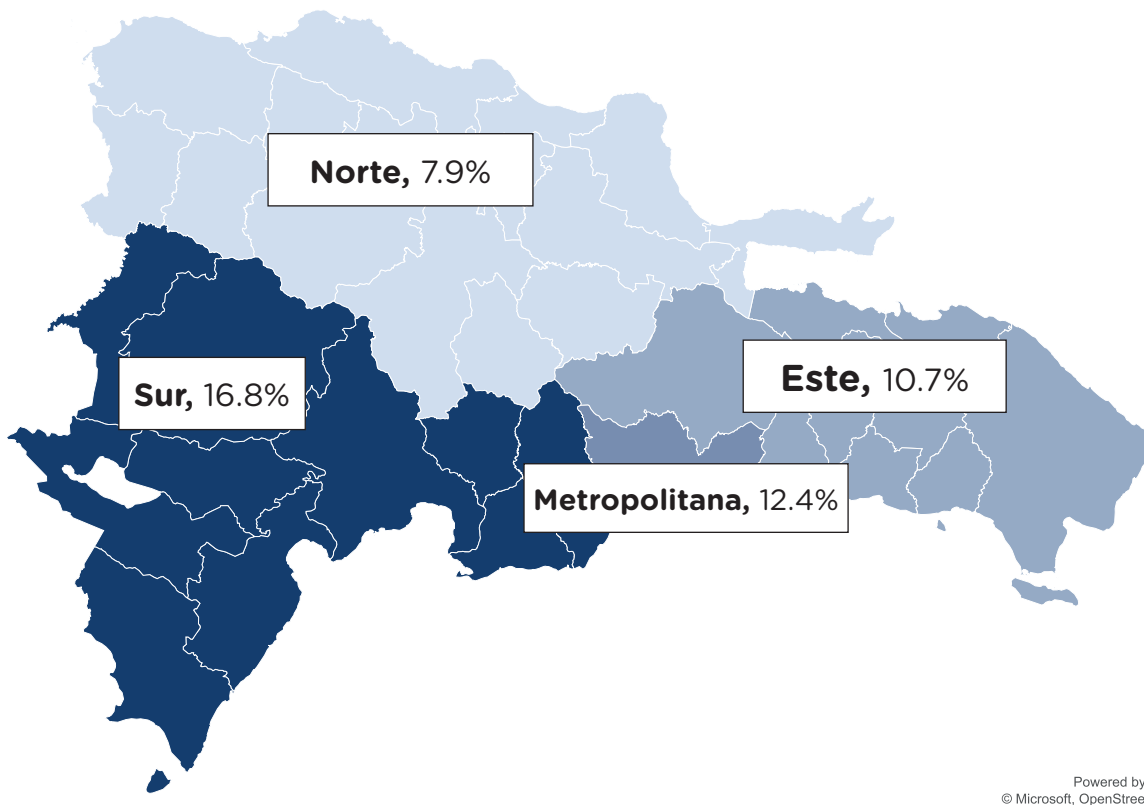 Norte, 7.9%
Sur, 16.8%
Este, 10.7%
Metropolitana, 12.4%
Powered by
© Microsoft, OpenStree